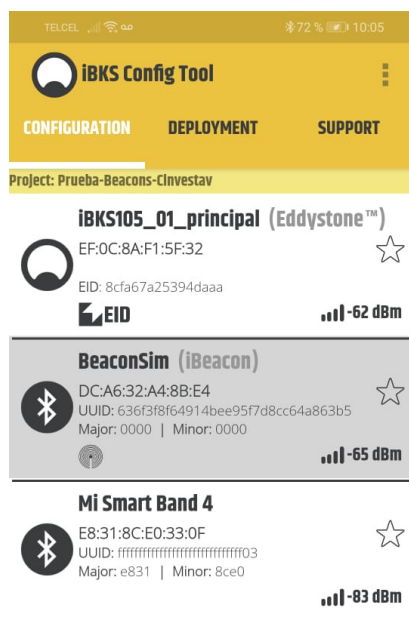 TELCEL 72 % 10:05
iBKS Config Tool
CONFIGURATION DEPLOYMENT SUPPORT
Project: Prueba-Beacons-Cinvestav
iBKS105_01_principal (Eddystone™)
EF:0C:8A:F1:5F:32
EID: 8cfa67a25394daaa
EID
-62 dBm
BeaconSim (iBeacon)
DC:A6:32:A4:8B:E4
UUID: 636f3f8f64914bee95f7d8cc64a863b5
Major: 0000 | Minor: 0000
-65 dBm
Mi Smart Band 4
E8:31:8C:E0:33:0F
UUID: ffffffffffffffffffffffffffffff03
Major: e831 | Minor: 8ce0
-83 dBm